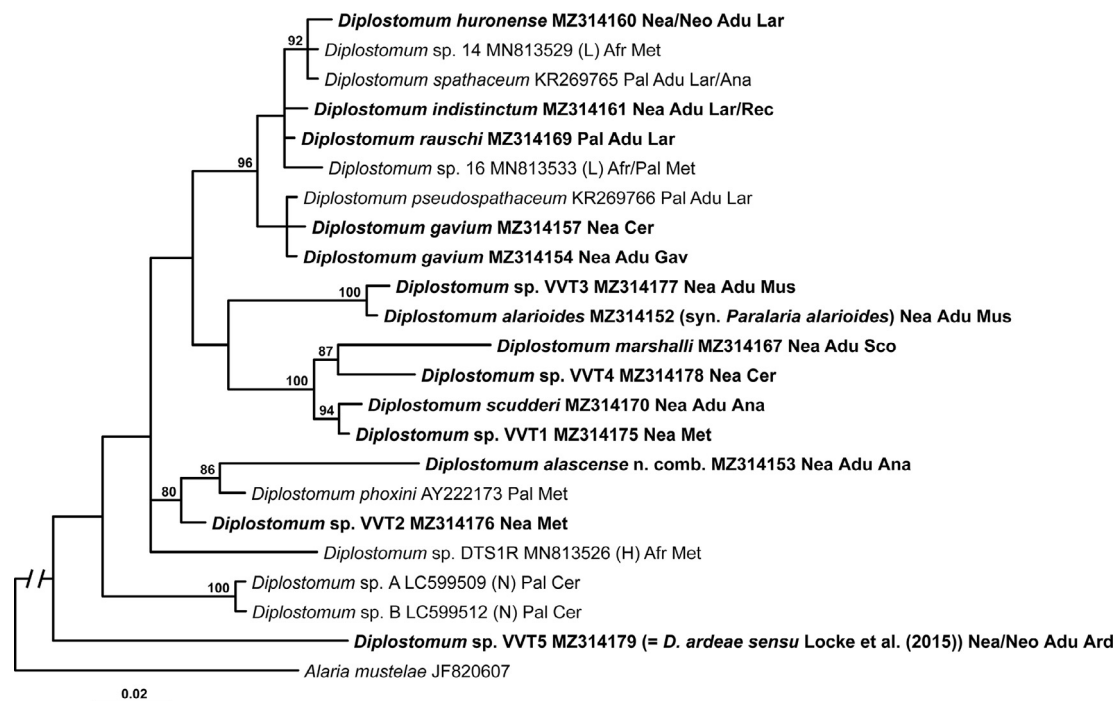 Diplostomum huronense MZ314160 Nea/Neo Adu Lar
92
Diplostomum sp. 14 MN813529 (L) Afr Met
Diplostomum spathaceum KR269765 Pal Adu Lar/Ana
Diplostomum indistinctum MZ314161 Nea Adu Lar/Rec
Diplostomum rauschi MZ314169 Pal Adu Lar
96
Diplostomum sp. 16 MN813533 (L) Afr/Pal Met
Diplostomum pseudospathaceum KR269766 Pal Adu Lar
Diplostomum gavium MZ314157 Nea Cer
Diplostomum gavium MZ314154 Nea Adu Gav
Diplostomum sp. VVT3 MZ314177 Nea Adu Mus
100
Diplostomum alarioides MZ314152 (syn. Paralaria alarioides) Nea Adu Mus
Diplostomum marshalli MZ314167 Nea Adu Sco
87
Diplostomum sp. VVT4 MZ314178 Nea Cer
100
Diplostomum scudderi MZ314170 Nea Adu Ana
94
Diplostomum sp. VVT1 MZ314175 Nea Met
Diplostomum alascense n. comb. MZ314153 Nea Adu Ana
86
Diplostomum phoxini AY222173 Pal Met
80
Diplostomum sp. VVT2 MZ314176 Nea Met
Diplostomum sp. DTS1R MN813526 (H) Afr Met
Diplostomum sp. A LC599509 (N) Pal Cer
100
Diplostomum sp. B LC599512 (N) Pal Cer
Diplostomum sp. VVT5 MZ314179 (= D. ardeae sensu Locke et al. (2015)) Nea/Neo Adu Ard
Alaria mustelae JF820607
0.02